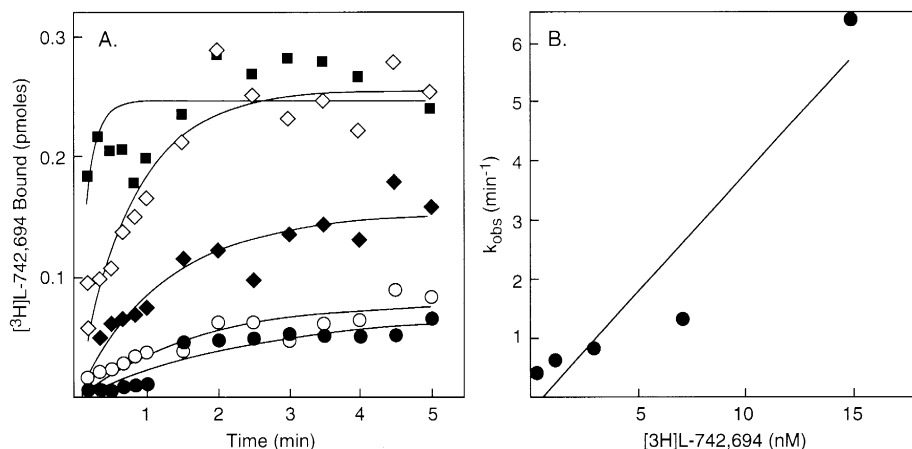 A.
[³H]L-742,694 Bound (pmoles)
0.3
0.2
0.1
1
2
3
4
5
Time (min)
B.
kobs (min⁻¹)
6
5
4
3
2
1
5
10
15
[3H]L-742,694 (nM)